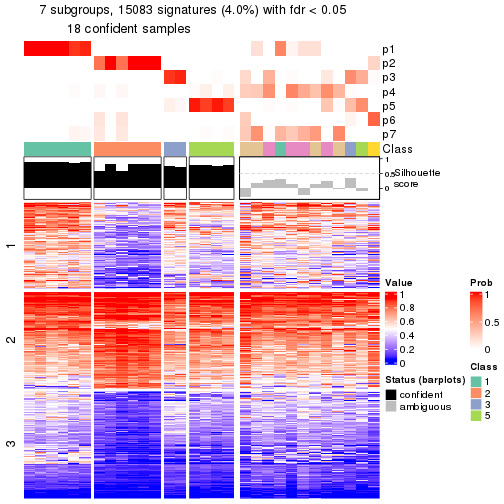 7 subgroups, 15083 signatures (4.0%) with fdr < 0.05
18 confident samples
p1
p2
p3
p4
p5
p6
p7
Class
1
0.5
0
Silhouette
score
1
2
3
Value
1
0.8
0.6
0.4
0.2
0
Prob
1
0.5
0
Status (barplots)
confident
ambiguous
Class
1
2
3
5